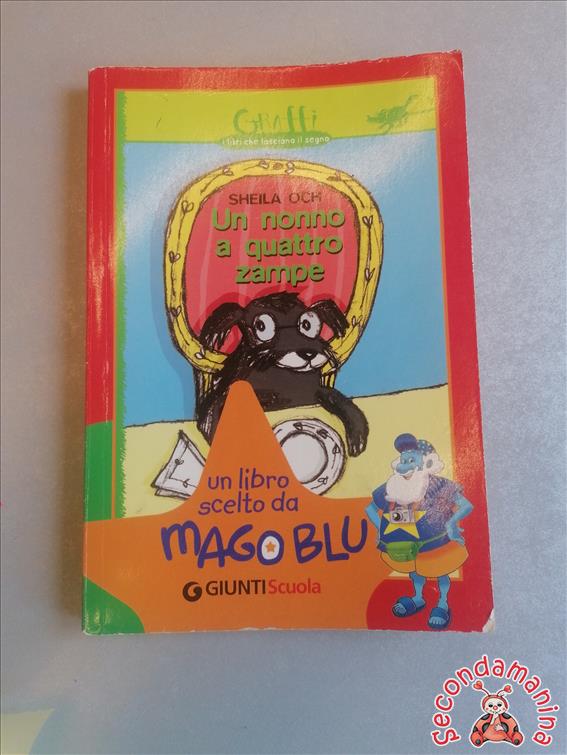 Graffi
i libri che lasciano il segno
SHEILA OCH
Un nonno
a quattro
zampe
un libro
scelto da
MAGO BLU
GIUNTI Scuola
Secondamanina